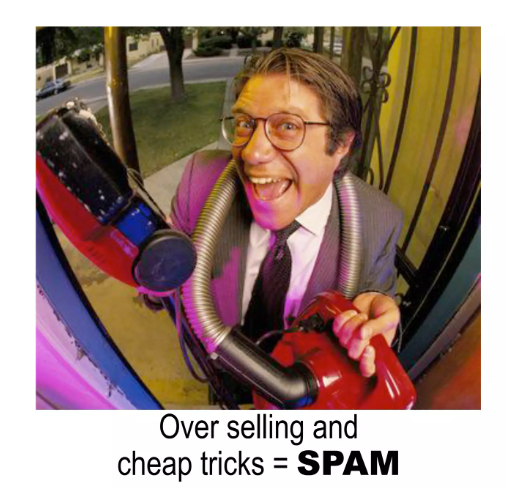 Over selling and
cheap tricks = SPAM